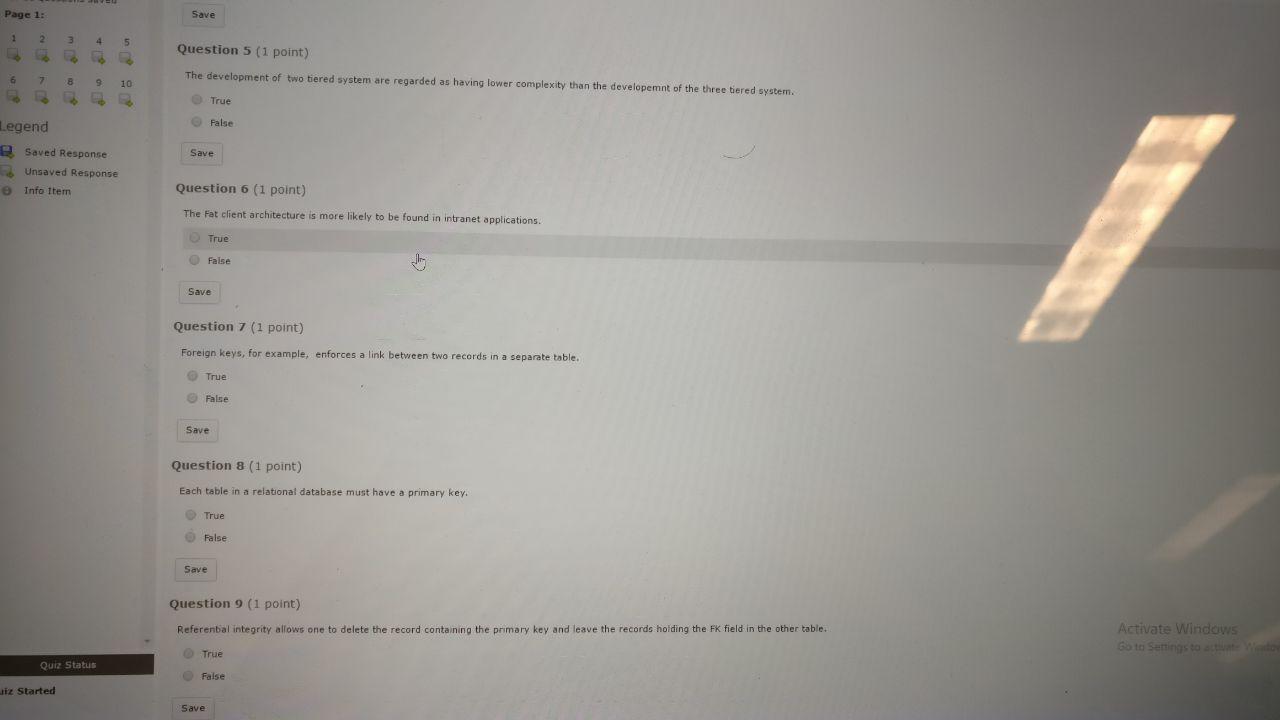 Page 1:
1 2 3 4 5
6 7 8 9 10
Legend
Saved Response
Unsaved Response
Info Item
Quiz Status
uiz Started
Save
Question 5 (1 point)
The development of two tiered system are regarded as having lower complexity than the developemnt of the three tiered system.
True
False
Save
Question 6 (1 point)
The Fat client architecture is more likely to be found in intranet applications.
True
False
Save
Question 7 (1 point)
Foreign keys, for example, enforces a link between two records in a separate table.
True
False
Save
Question 8 (1 point)
Each table in a relational database must have a primary key.
True
False
Save
Question 9 (1 point)
Referential integrity allows one to delete the record containing the primary key and leave the records holding the FK field in the other table.
True
False
Save
Activate Windows
Go to Settings to activate Windo